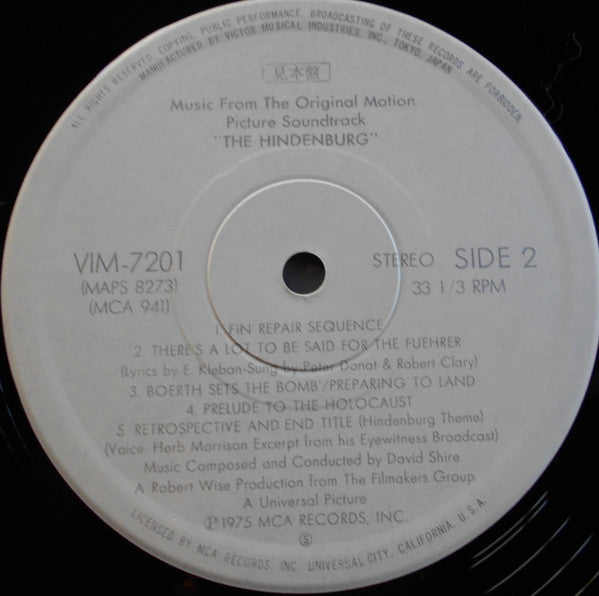 ALL RIGHTS RESERVED. COPYING, PUBLIC PERFORMANCE, BROADCASTING OF THESE RECORDS ARE FORBIDDEN.
MANUFACTURED BY VICTOR MUSICAL INDUSTRIES, INC., TOKYO, JAPAN
見本盤
Music From The Original Motion
Picture Soundtrack
"THE HINDENBURG"
VIM-7201
(MAPS 8273)
(MCA 941)
STEREO SIDE 2
33 1/3 RPM
1. FIN REPAIR SEQUENCE
2. THERE'S A LOT TO BE SAID FOR THE FUEHRER
(Lyrics by E. Kleban-Sung by Peter Donat & Robert Clary)
3. BOERTH SETS THE BOMB'/PREPARING TO LAND
4. PRELUDE TO THE HOLOCAUST
5. RETROSPECTIVE AND END TITLE (Hindenburg Theme)
(Voice: Herb Morrison Excerpt from his Eyewitness Broadcast)
Music Composed and Conducted by David Shire
A Robert Wise Production from The Filmakers Group
A Universal Picture
Ⓟ1975 MCA RECORDS, INC.
Ⓢ
LICENSED BY MCA RECORDS, INC. UNIVERSAL CITY, CALIFORNIA, U.S.A.